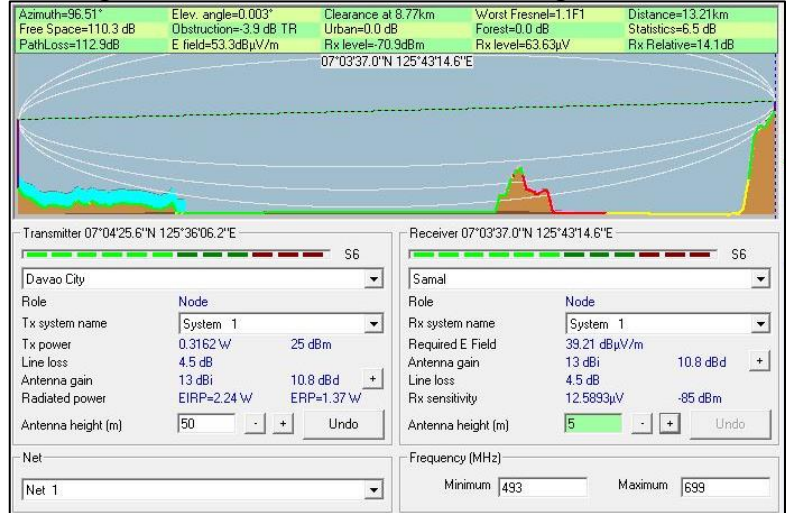 Azimuth=96.51° Elev. angle=0.003° Clearance at 8.77km Worst Fresnel=1.1F1 Distance=13.21km
Free Space=110.3 dB Obstruction=-3.9 dB TR Urban=0.0 dB Forest=0.0 dB Statistics=6.5 dB
PathLoss=112.9dB E field=53.3dBµV/m Rx level=-70.9dBm Rx level=63.63µV Rx Relative=14.1dB
07°03'37.0"N 125°43'14.6"E
Transmitter 07°04'25.6"N 125°36'06.2"E
S6
Davao City
Role Node
Tx system name System 1
Tx power 0.3162 W 25 dBm
Line loss 4.5 dB
Antenna gain 13 dBi 10.8 dBd +
Radiated power EIRP=2.24 W ERP=1.37 W
Antenna height (m) 50 - + Undo
Net
Net 1
Receiver 07°03'37.0"N 125°43'14.6"E
S6
Samal
Role Node
Rx system name System 1
Required E Field 39.21 dBµV/m
Antenna gain 13 dBi 10.8 dBd +
Line loss 4.5 dB
Rx sensitivity 12.5893µV -85 dBm
Antenna height (m) 5 - + Undo
Frequency (MHz)
Minimum 493 Maximum 699